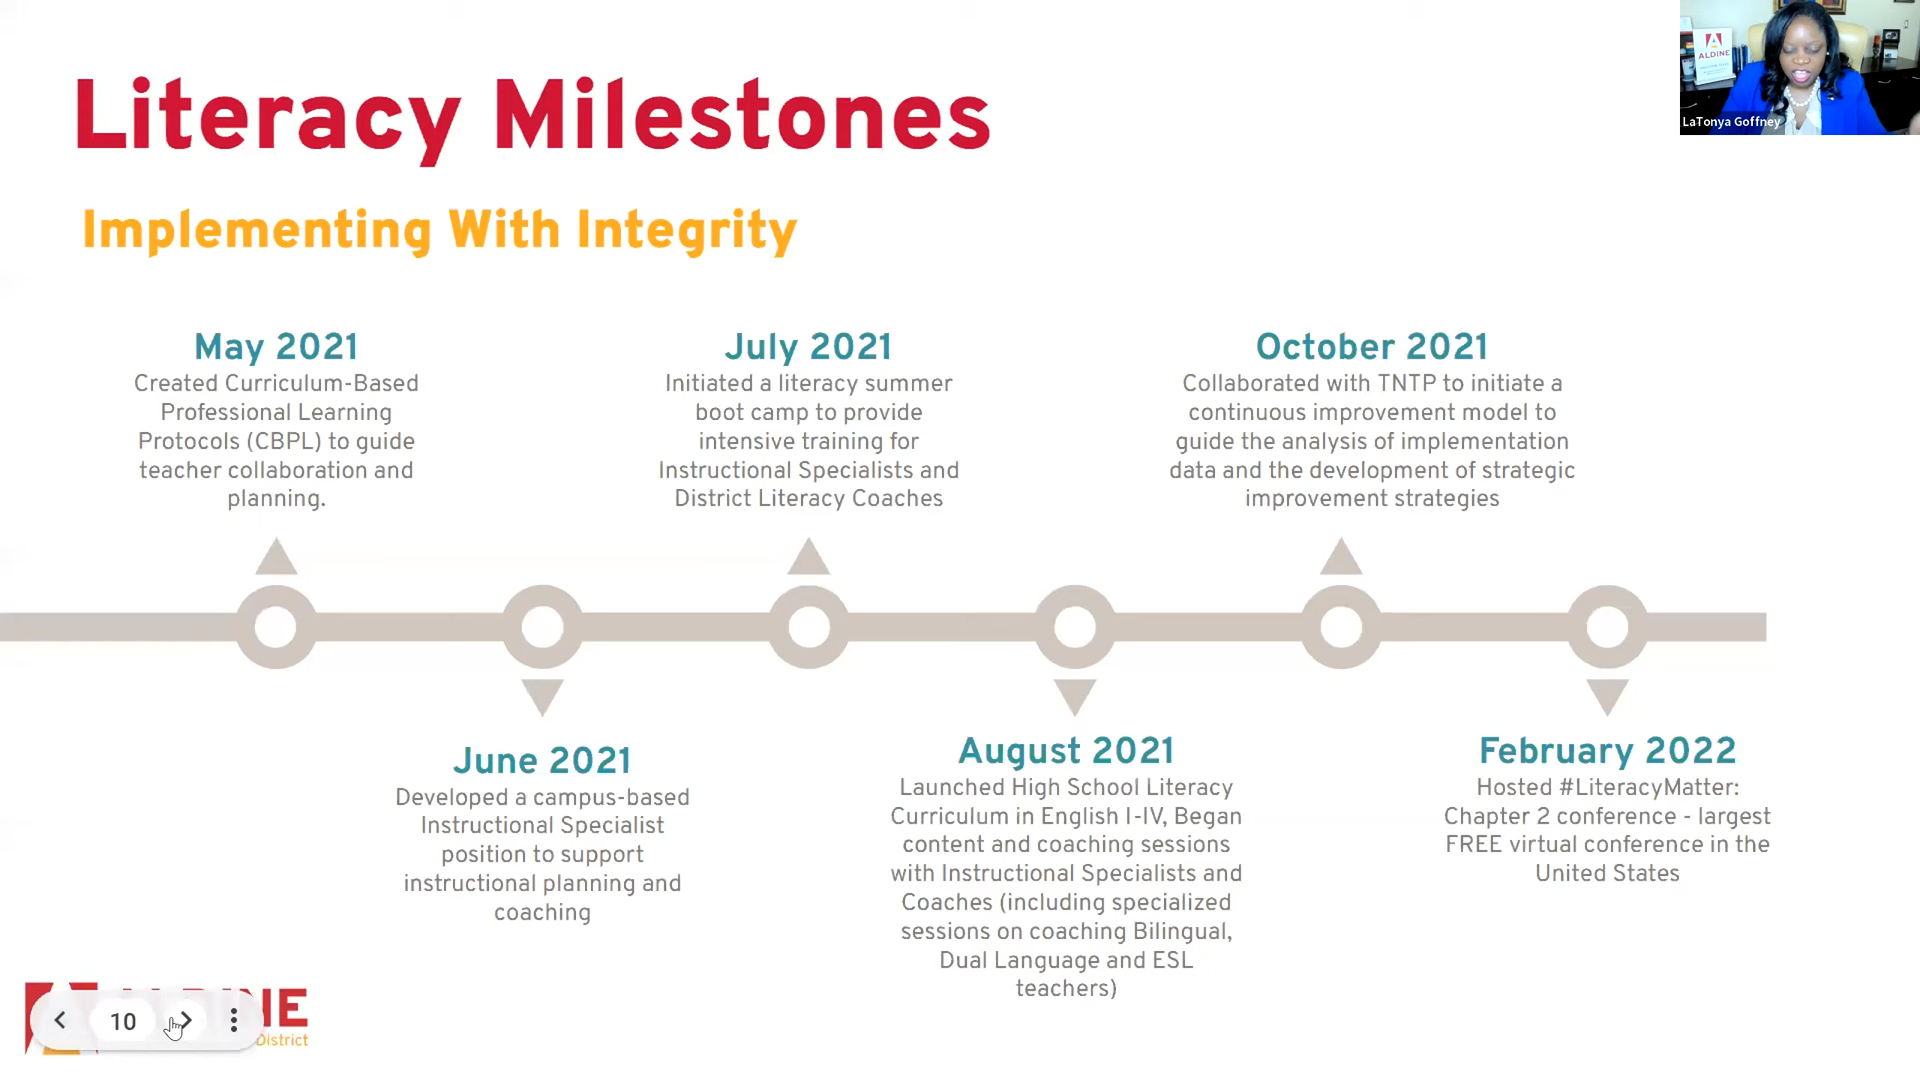 Literacy Milestones
Implementing With Integrity
May 2021
Created Curriculum-Based
Professional Learning
Protocols (CBPL) to guide
teacher collaboration and
planning.
July 2021
Initiated a literacy summer
boot camp to provide
intensive training for
Instructional Specialists and
District Literacy Coaches
October 2021
Collaborated with TNTP to initiate a
continuous improvement model to
guide the analysis of implementation
data and the development of strategic
improvement strategies
June 2021
Developed a campus-based
Instructional Specialist
position to support
instructional planning and
coaching
August 2021
Launched High School Literacy
Curriculum in English I-IV, Began
content and coaching sessions
with Instructional Specialists and
Coaches (including specialized
sessions on coaching Bilingual,
Dual Language and ESL
teachers)
February 2022
Hosted #LiteracyMatter:
Chapter 2 conference - largest
FREE virtual conference in the
United States
ALDINE
LaTonya Goffney
10
District